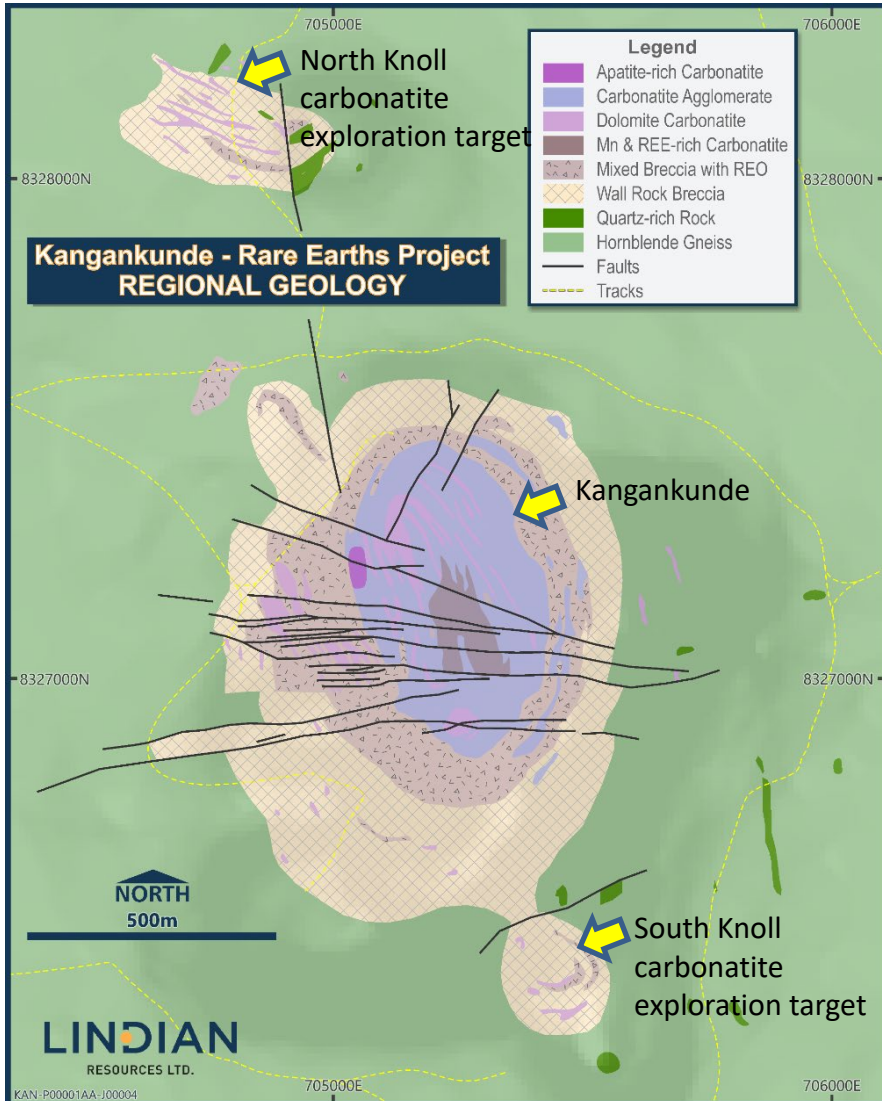 705000E
706000E
North Knoll
carbonatite
exploration target
Legend
Apatite-rich Carbonatite
Carbonatite Agglomerate
Dolomite Carbonatite
Mn & REE-rich Carbonatite
Mixed Breccia with REO
Wall Rock Breccia
Quartz-rich Rock
Hornblende Gneiss
Faults
Tracks
8328000N
8328000N
Kangankunde - Rare Earths Project
REGIONAL GEOLOGY
Kangankunde
8327000N
8327000N
NORTH
500m
South Knoll
carbonatite
exploration target
LINDIAN
RESOURCES LTD.
KAN-P00001AA-J00004
705000E
706000E